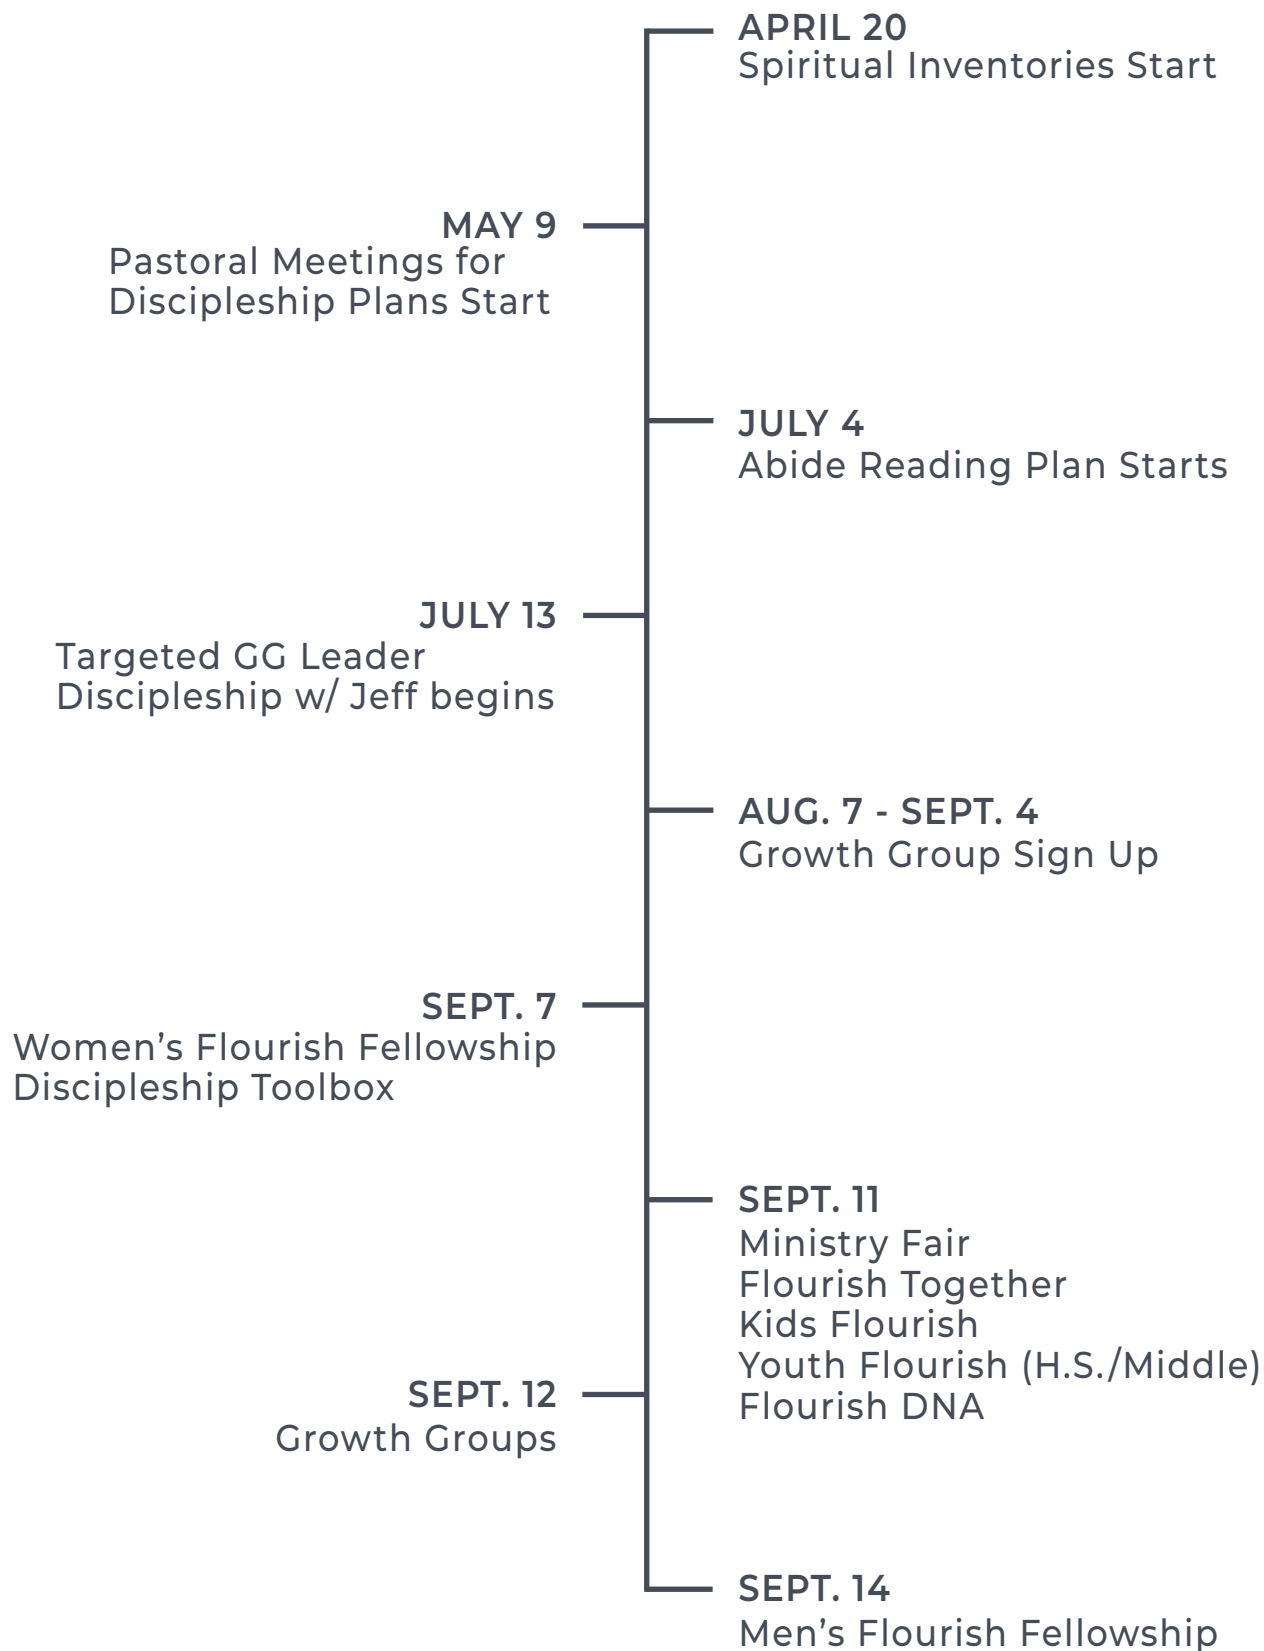 APRIL 20
Spiritual Inventories Start
MAY 9
Pastoral Meetings for
Discipleship Plans Start
JULY 4
Abide Reading Plan Starts
JULY 13
Targeted GG Leader
Discipleship w/ Jeff begins
AUG. 7 - SEPT. 4
Growth Group Sign Up
SEPT. 7
Women’s Flourish Fellowship
Discipleship Toolbox
SEPT. 11
Ministry Fair
Flourish Together
Kids Flourish
Youth Flourish (H.S./Middle)
Flourish DNA
SEPT. 12
Growth Groups
SEPT. 14
Men’s Flourish Fellowship